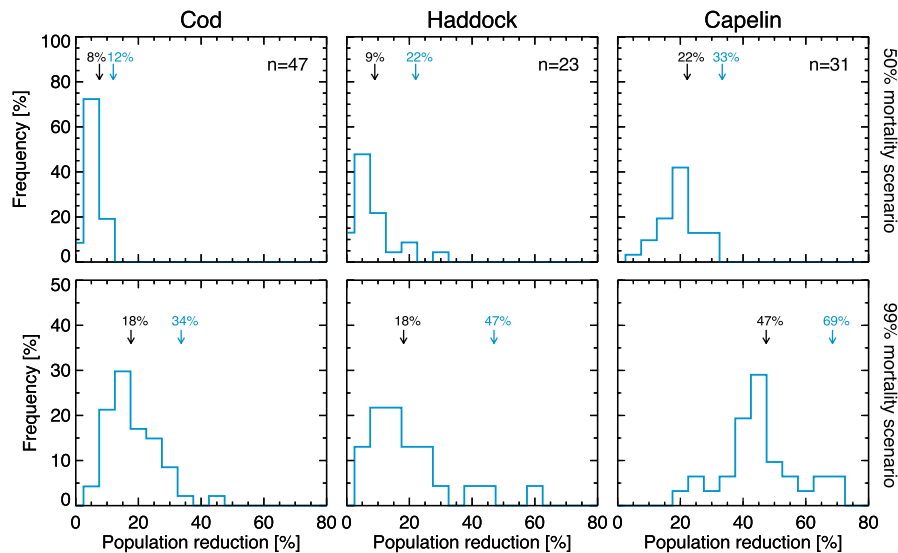 Cod
Haddock
Capelin
100
80
60
40
20
0
Frequency [%]
8%
12%
n=47
9%
22%
n=23
22%
33%
n=31
50% mortality scenario
50
40
30
20
10
0
Frequency [%]
18%
34%
18%
47%
47%
69%
99% mortality scenario
0 20 40 60 80
0 20 40 60 80
20 40 60 80
Population reduction [%]
Population reduction [%]
Population reduction [%]